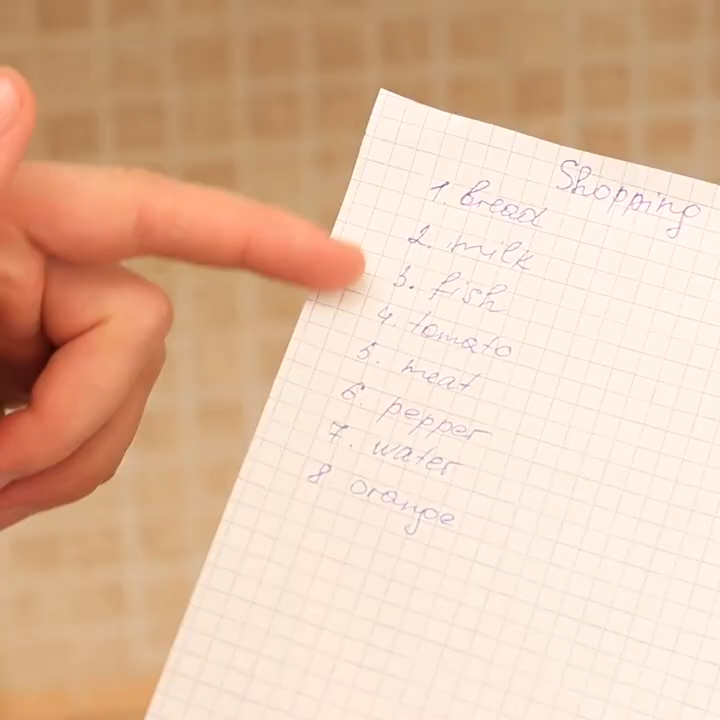 Shopping
1. bread
2. milk
3. fish
4. tomato
5. meat
6. pepper
7. water
8 orange